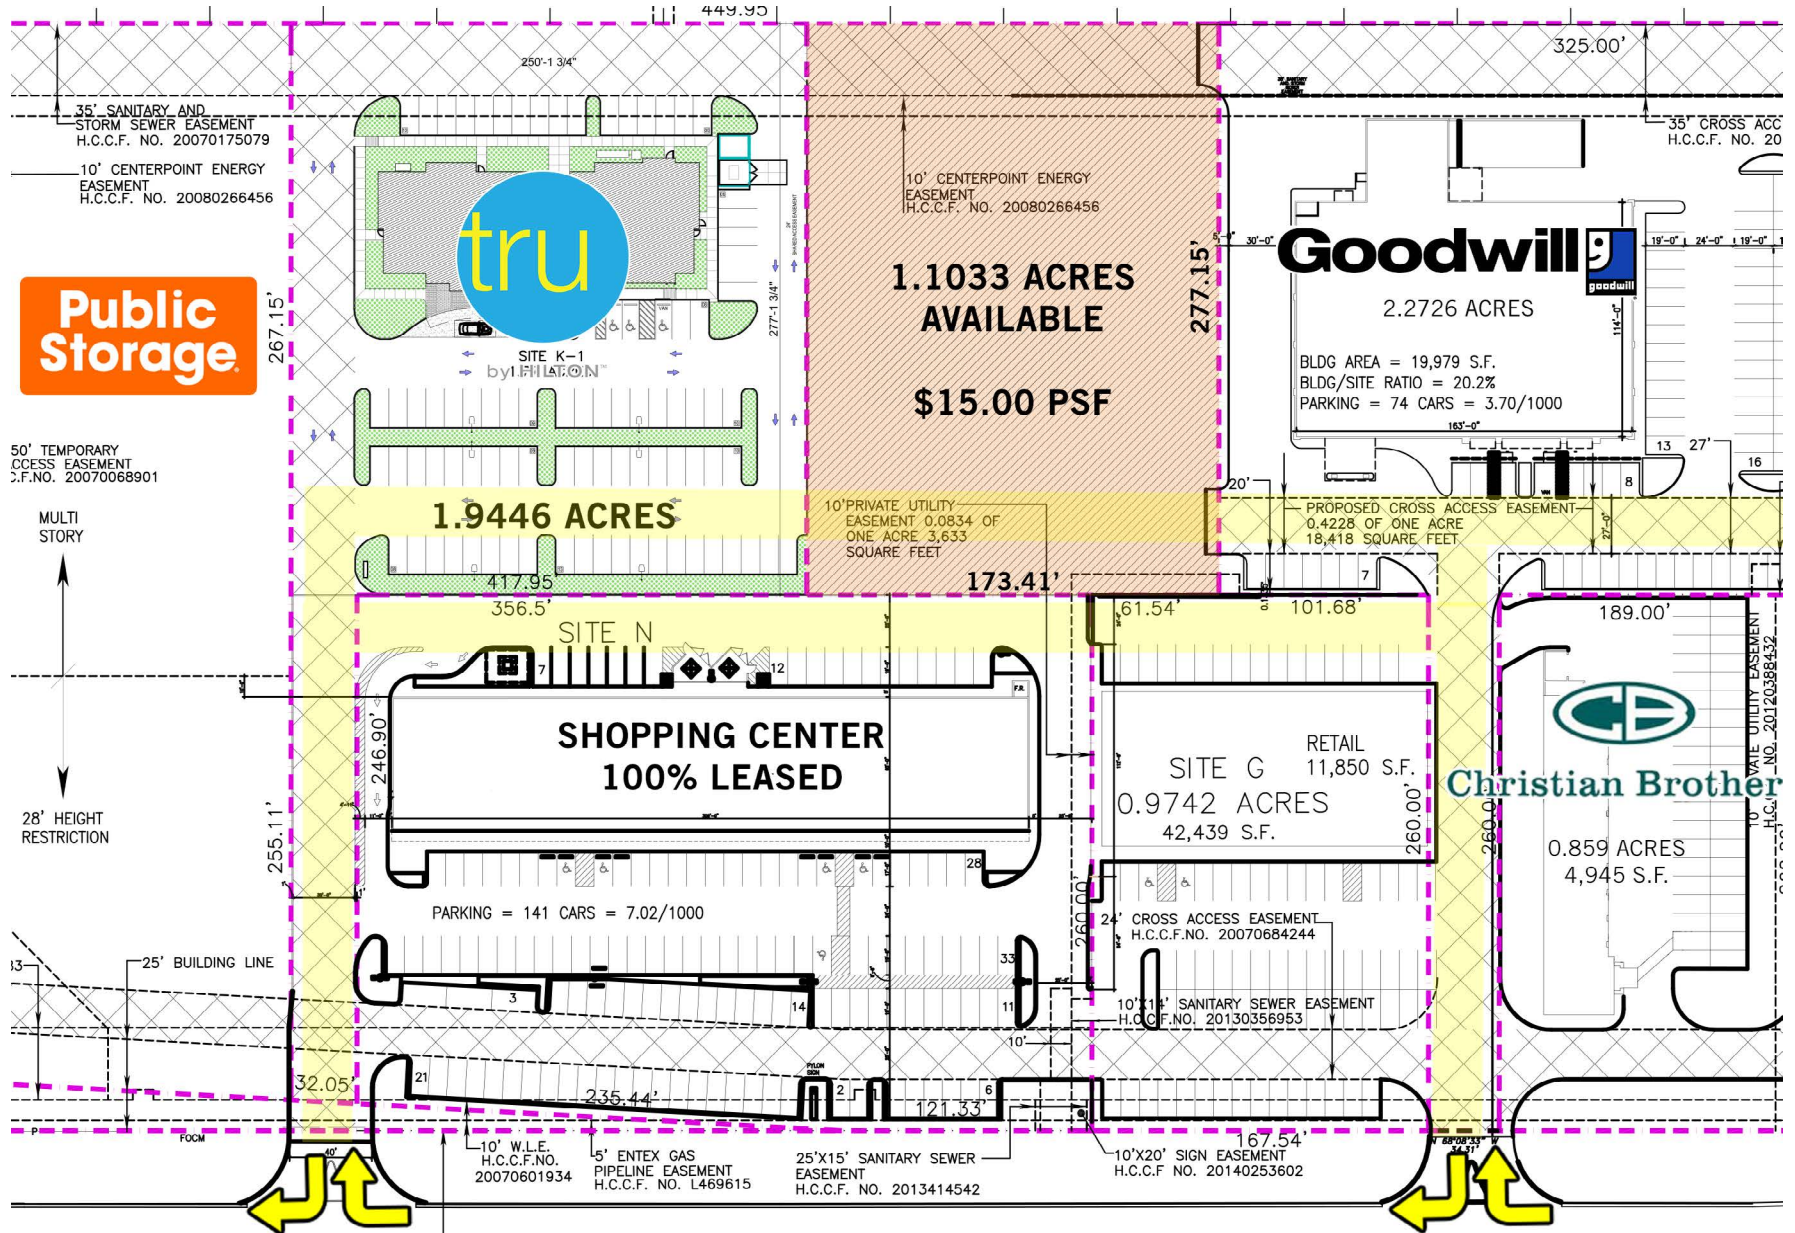 449.95
325.00'
250'-1 3/4"
35' SANITARY AND
STORM SEWER EASEMENT
H.C.C.F. NO. 20070175079
10' CENTERPOINT ENERGY
EASEMENT
H.C.C.F. NO. 20080266456
35' CROSS ACC
H.C.C.F. NO. 20
10' CENTERPOINT ENERGY
EASEMENT
H.C.C.F. NO. 20080266456
tru
by HILTON™
SITE K-1
277'-1 3/4"
Public
Storage
267.15'
1.1033 ACRES
AVAILABLE
$15.00 PSF
277.15'
30'-0"
19'-0"
24'-0"
19'-0"
Goodwill
goodwill
2.2726 ACRES
114'-0"
BLDG AREA = 19,979 S.F.
BLDG/SITE RATIO = 20.2%
PARKING = 74 CARS = 3.70/1000
163'-0"
13
27'
16
8
VAN
50' TEMPORARY
CCESS EASEMENT
C.F.NO. 20070068901
MULTI
STORY
1.9446 ACRES
10'PRIVATE UTILITY
EASEMENT 0.0834 OF
ONE ACRE 3,633
SQUARE FEET
20'
PROPOSED CROSS ACCESS EASEMENT
0.4228 OF ONE ACRE
18,418 SQUARE FEET
27'-0"
7
417.95'
173.41'
356.5'
61.54'
101.68'
189.00'
SITE N
7
12
F.R.
SHOPPING CENTER
100% LEASED
246.90'
SITE G
RETAIL
11,850 S.F.
0.9742 ACRES
42,439 S.F.
260.00'
CB
Christian Brother
0.859 ACRES
4,945 S.F.
28' HEIGHT
RESTRICTION
255.11'
28
PARKING = 141 CARS = 7.02/1000
260.00'
24' CROSS ACCESS EASEMENT
H.C.C.F.NO. 20070684244
25' BUILDING LINE
33
3
14
11
10'X14' SANITARY SEWER EASEMENT
H.O.C.F.NO. 20130356953
10'
32.05'
21
PYLON
SIGN
2
6
235.44'
121.33'
167.54'
P
FOCM
40'
10' W.L.E.
H.C.C.F.NO.
20070601934
5' ENTEX GAS
PIPELINE EASEMENT
H.C.C.F. NO. L469615
25'X15' SANITARY SEWER
EASEMENT
H.C.C.F. NO. 2013414542
10'X20' SIGN EASEMENT
H.C.C.F NO. 20140253602
N 68°08'33" W
34.31'